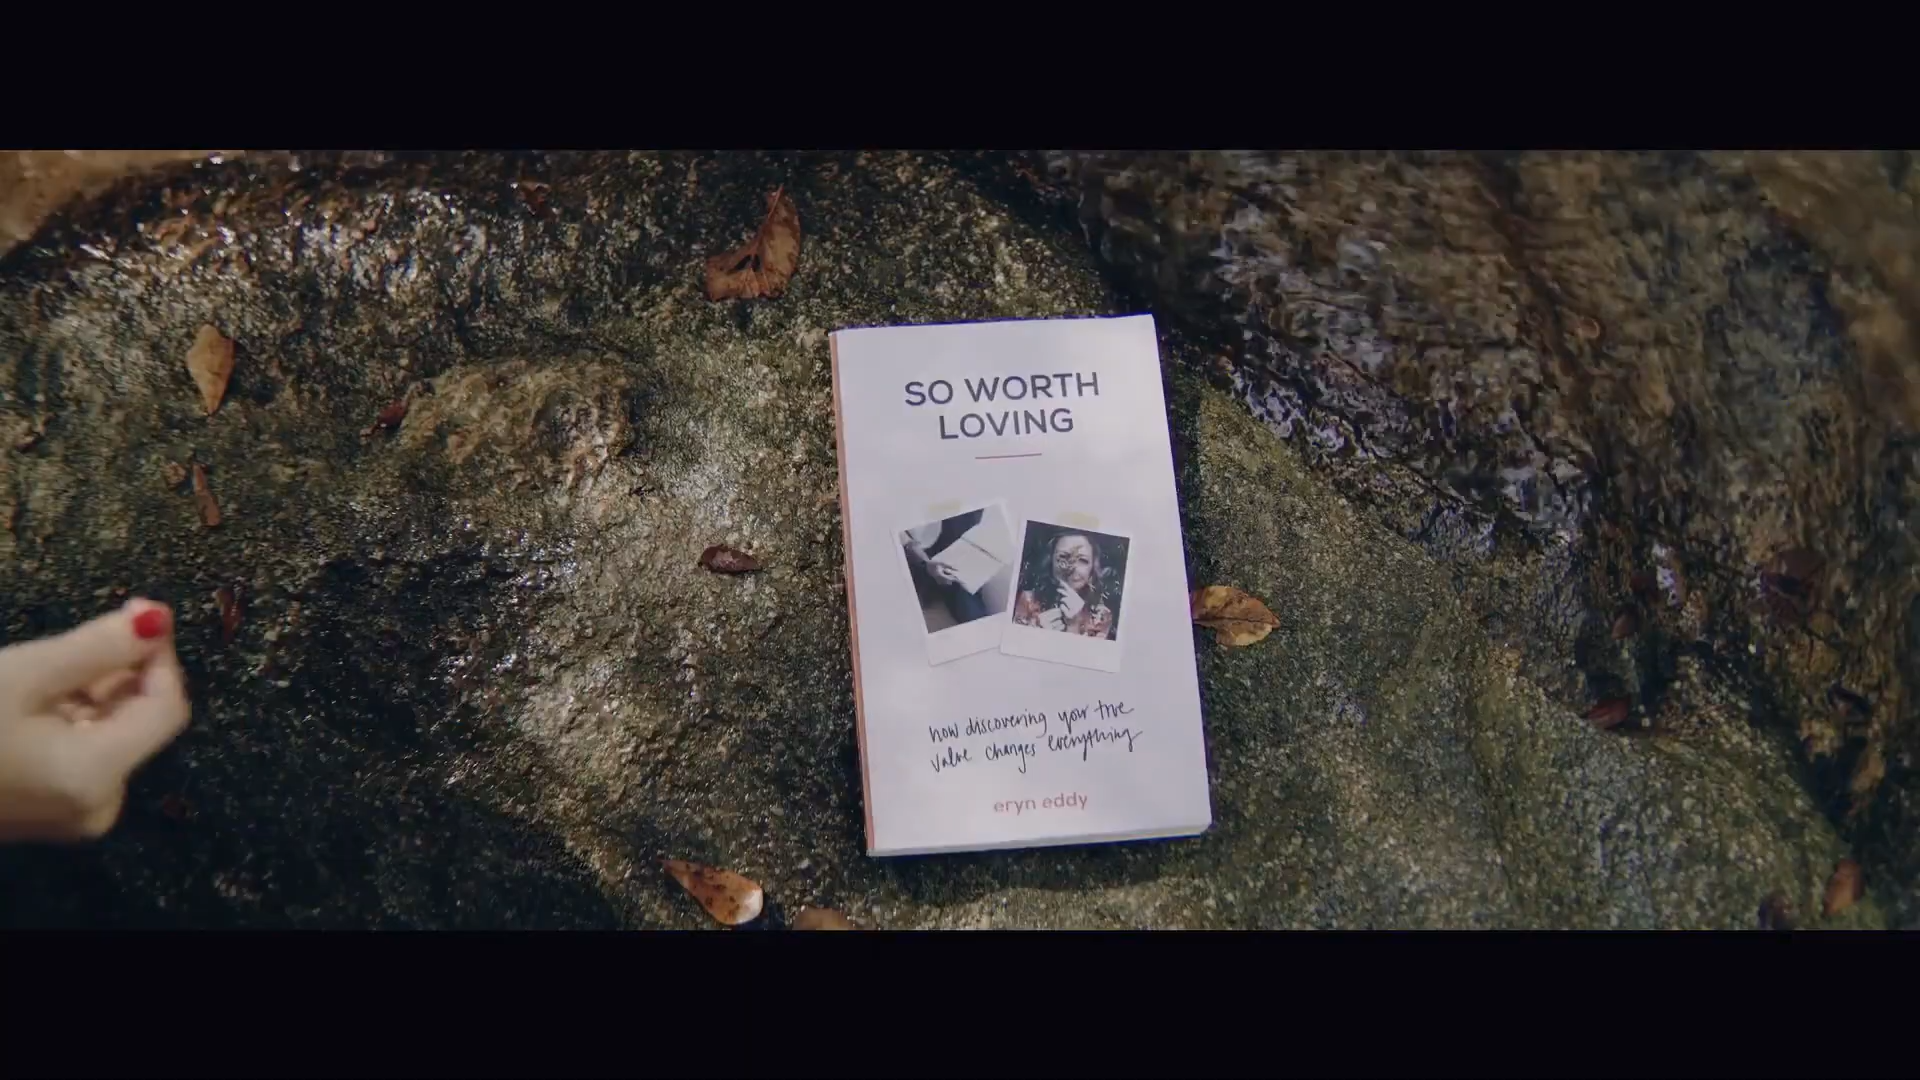 SO WORTH
LOVING
how discovering your true
value changes everything
eryn eddy